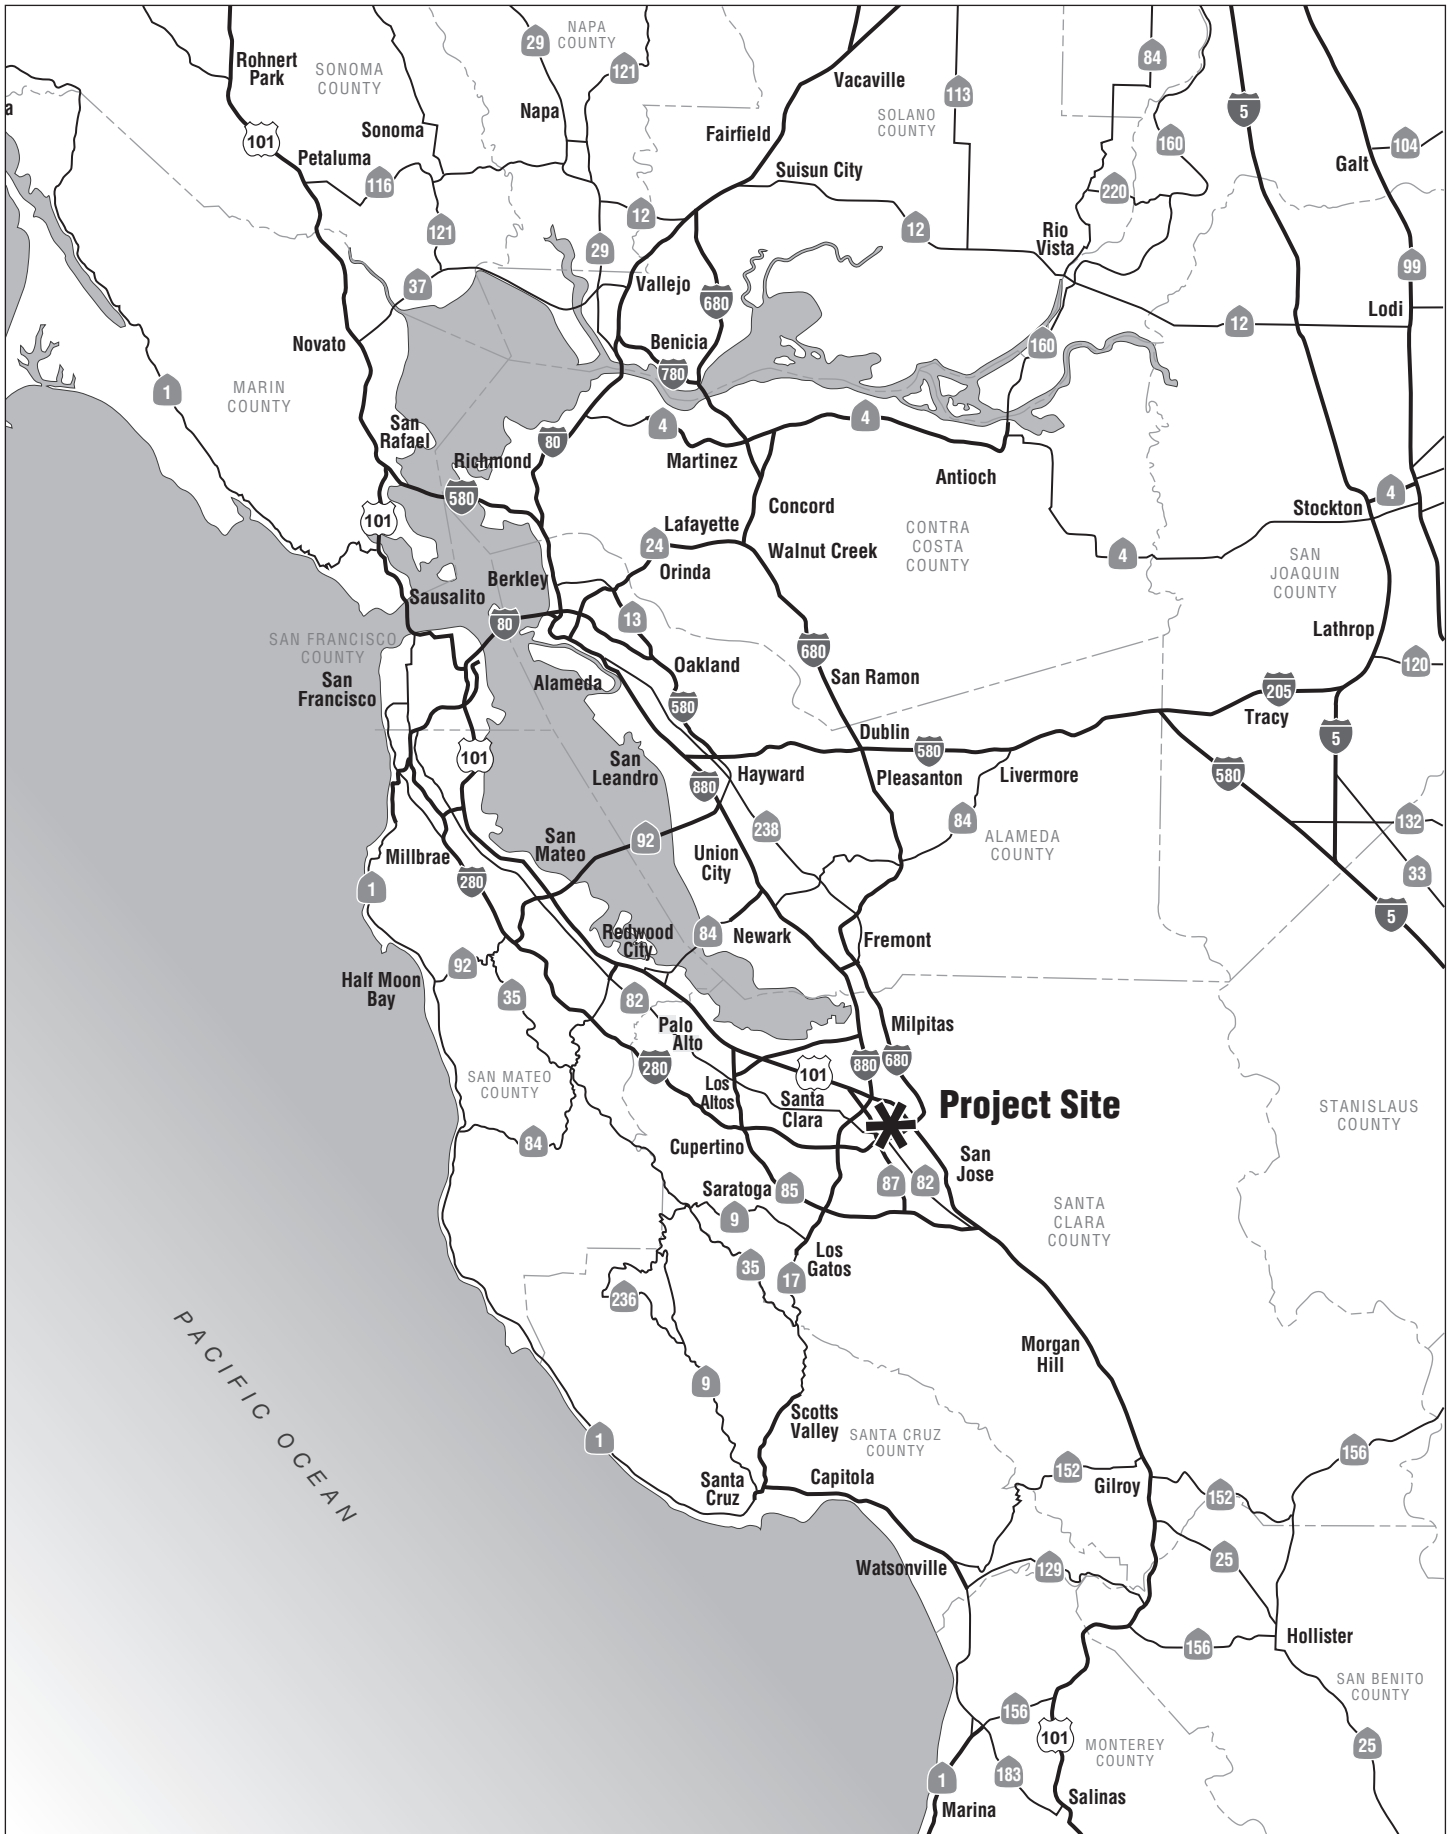 NAPA
COUNTY
29
121
84
Rohnert
Park
SONOMA
COUNTY
Vacaville
113
SOLANO
COUNTY
5
a
Napa
Sonoma
Fairfield
101
Petaluma
116
Suisun City
160
104
Galt
220
12
12
121
29
Rio
Vista
99
37
Vallejo
680
Lodi
12
Novato
Benicia
160
780
1
MARIN
COUNTY
San
Rafael
4
4
80
Richmond
Martinez
Antioch
580
4
101
Concord
Stockton
Lafayette
24
Walnut Creek
CONTRA
COSTA
COUNTY
4
Orinda
SAN
JOAQUIN
COUNTY
Berkley
Sausalito
80
13
Lathrop
SAN FRANCISCO
COUNTY
680
Oakland
120
San
Francisco
Alameda
San Ramon
205
580
Tracy
Dublin
5
101
580
San
Leandro
Hayward
Pleasanton
Livermore
580
880
84
238
132
ALAMEDA
COUNTY
San
Mateo
92
Millbrae
Union
City
33
280
1
5
Redwood
City
84
Newark
Fremont
92
Half Moon
Bay
35
82
Milpitas
Palo
Alto
280
880
680
101
SAN MATEO
COUNTY
Los
Altos
Santa
Clara
Project Site
STANISLAUS
COUNTY
84
Cupertino
San
Jose
87
82
Saratoga
85
9
SANTA
CLARA
COUNTY
Los
Gatos
35
17
236
PACIFIC OCEAN
Morgan
Hill
9
Scotts
Valley
SANTA CRUZ
COUNTY
1
156
152
Santa
Cruz
Capitola
Gilroy
152
25
Watsonville
129
Hollister
156
SAN BENITO
COUNTY
156
101
MONTEREY
COUNTY
25
183
1
Salinas
Marina